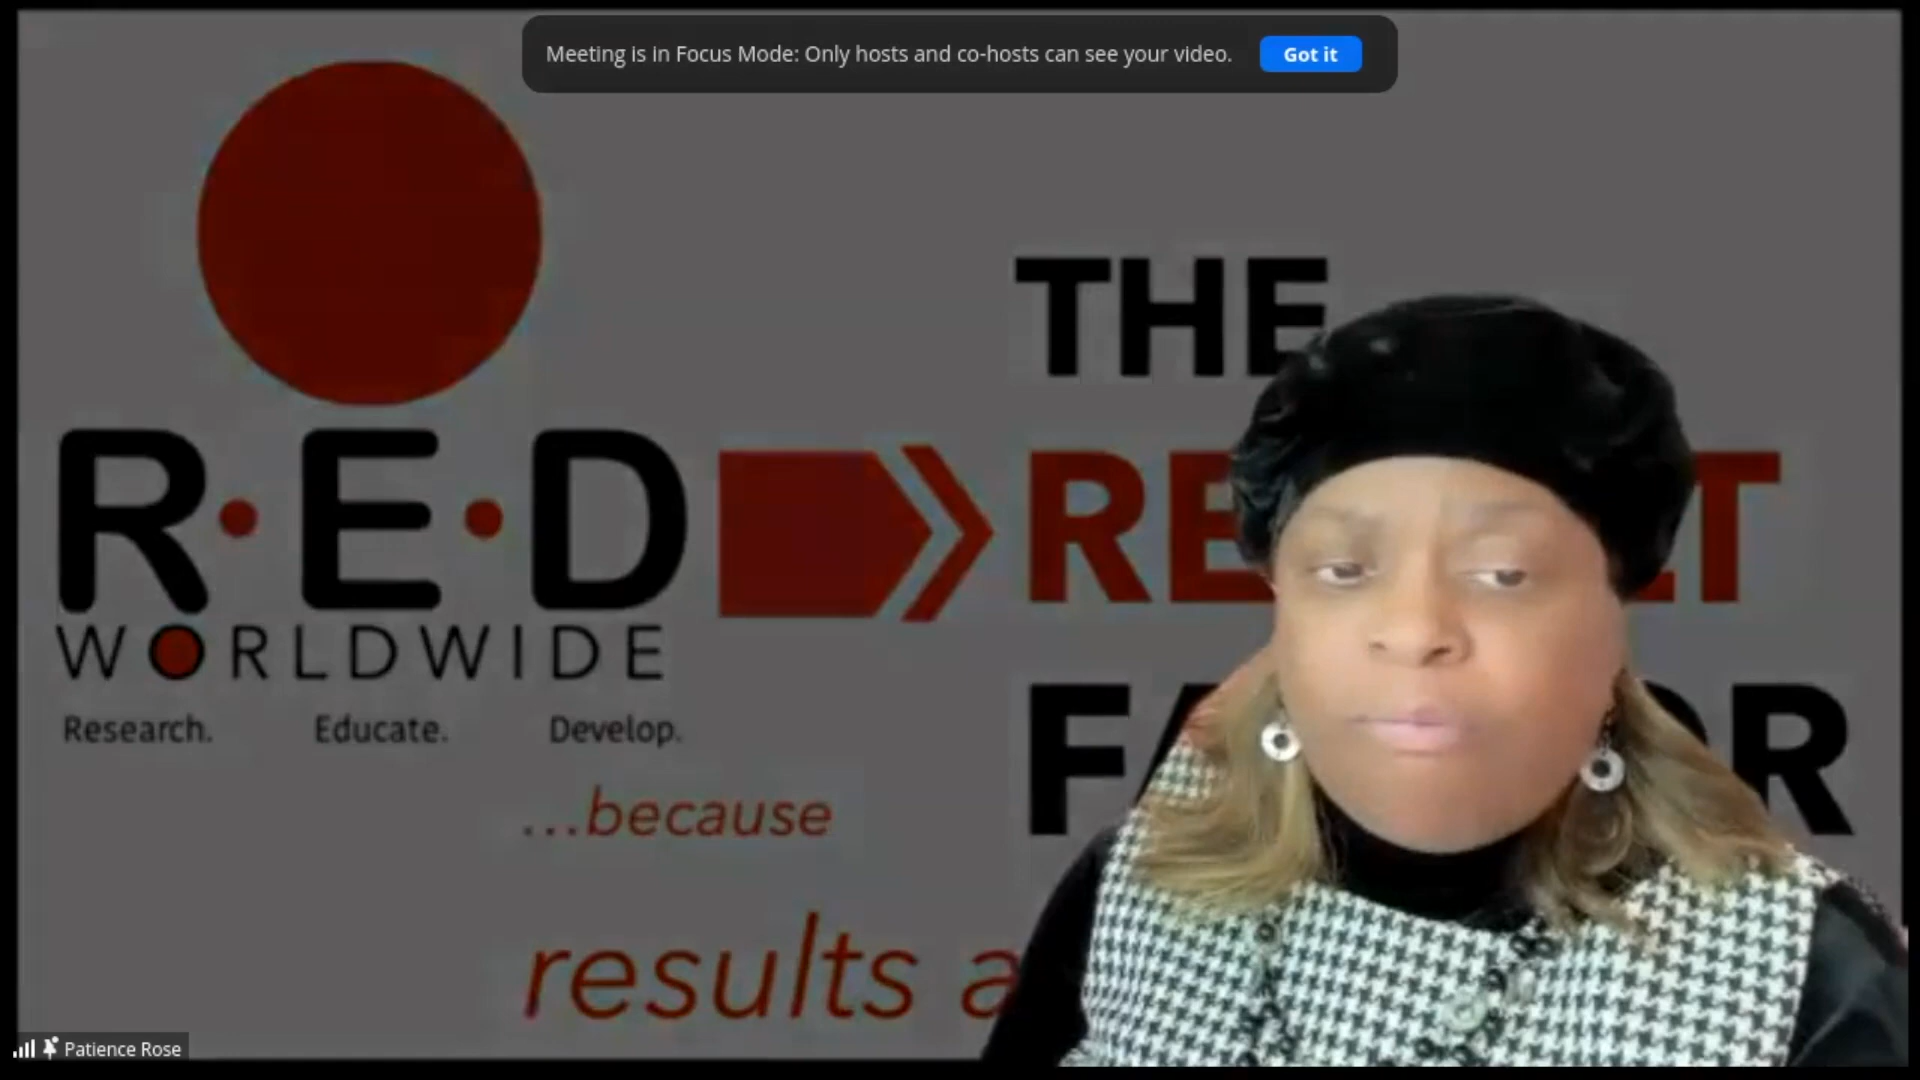 Meeting is in Focus Mode: Only hosts and co-hosts can see your video.
Got it
R·E·D
WORLDWIDE
Research. Educate. Develop.
THE
...because
results
Patience Rose